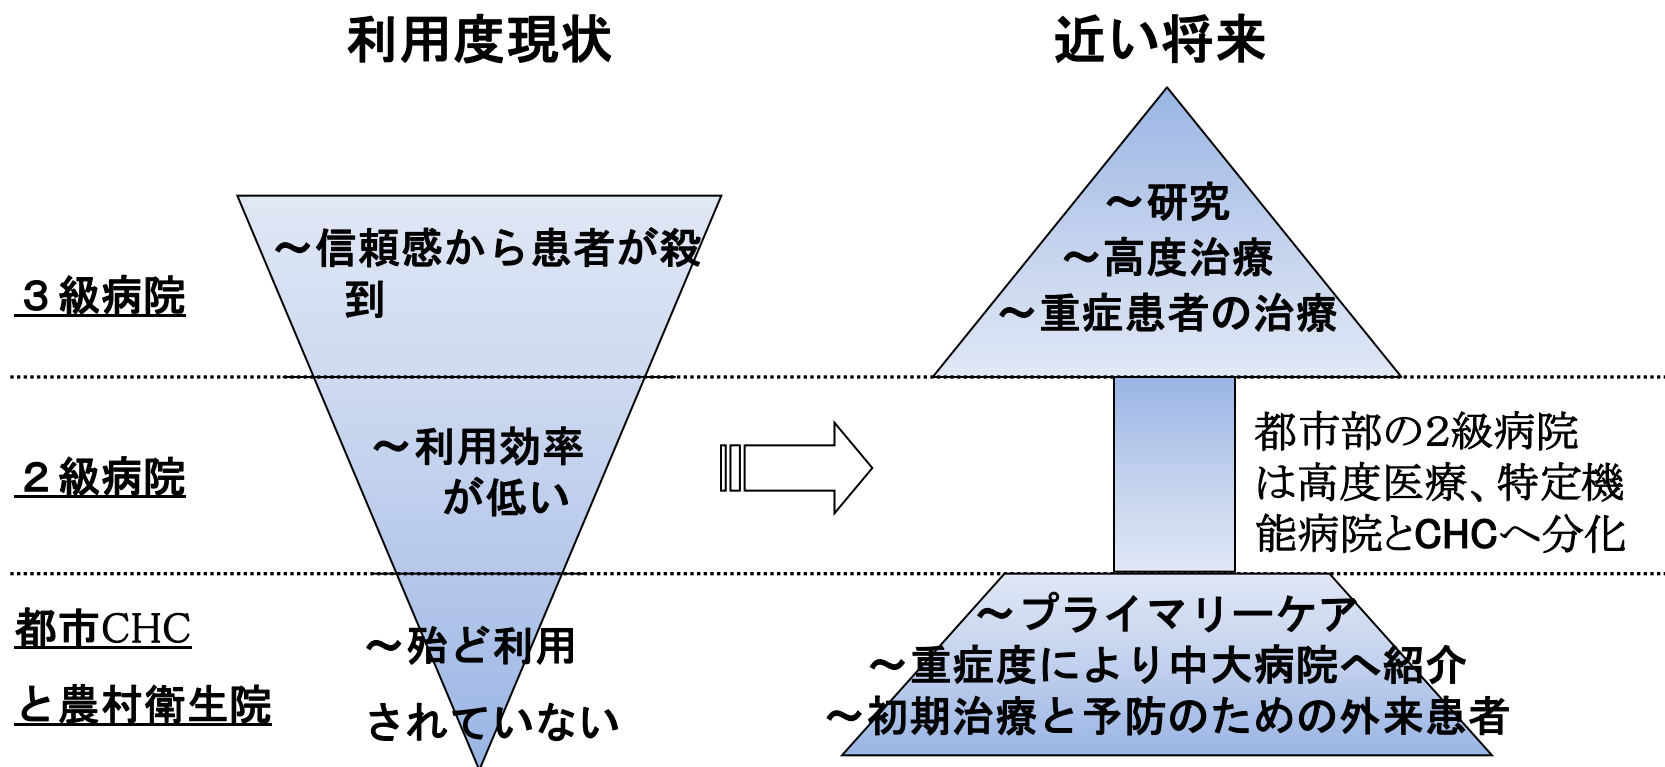 利用度現状
近い将来
３級病院
～信頼感から患者が殺
到
～研究
～高度治療
～重症患者の治療
２級病院
～利用効率
が低い
都市部の2級病院
は高度医療、特定機
能病院とCHCへ分化
都市CHC
と農村衛生院
～殆ど利用
されていない
～プライマリーケア
～重症度により中大病院へ紹介
～初期治療と予防のための外来患者